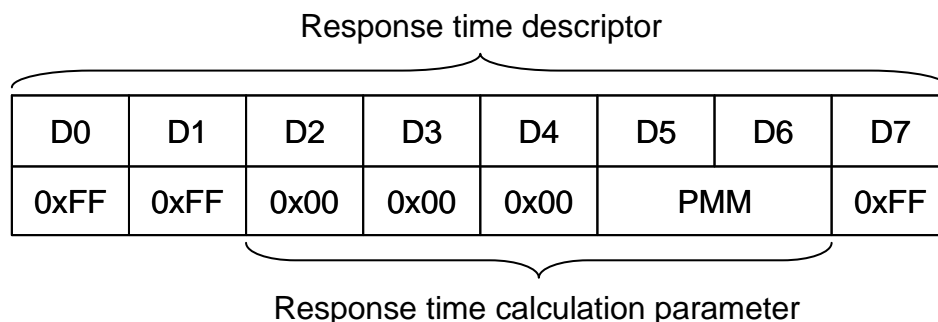 Response time descriptor
D0 D1 D2 D3 D4 D5 D6 D7
0xFF 0xFF 0x00 0x00 0x00 PMM 0xFF
Response time calculation parameter